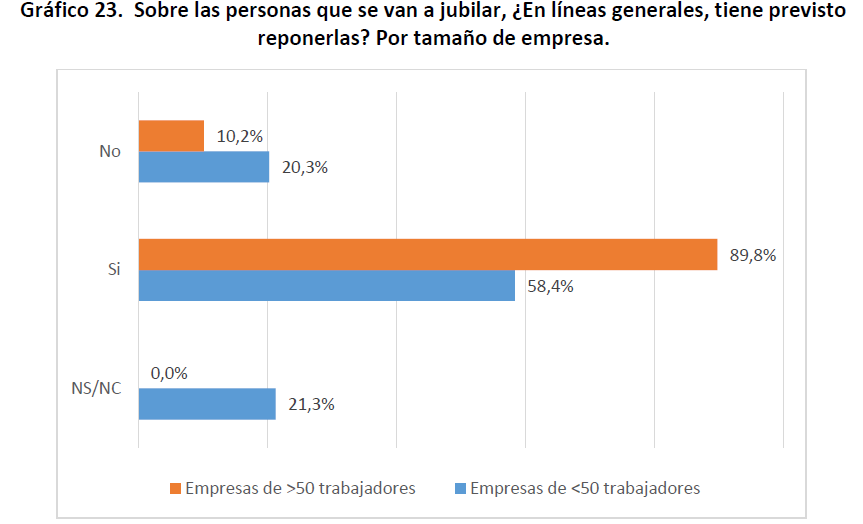 Gráfico 23.  Sobre las personas que se van a jubilar, ¿En líneas generales, tiene previsto
reponerlas? Por tamaño de empresa.
No
10,2%
20,3%
Si
89,8%
58,4%
NS/NC
0,0%
21,3%
Empresas de >50 trabajadores
Empresas de <50 trabajadores